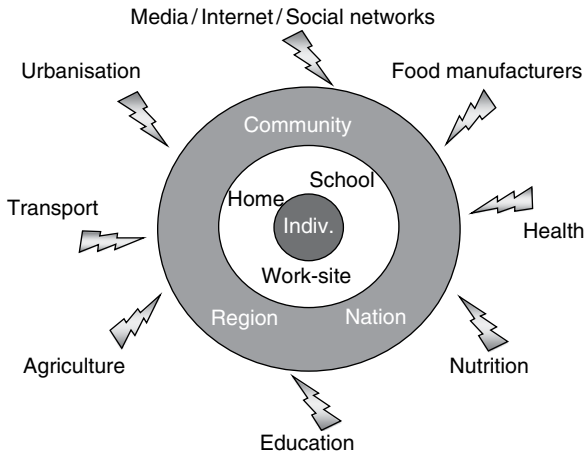 Media/Internet/Social networks
Urbanisation
Food manufacturers
Community
School
Home
Transport
Indiv.
Health
Work-site
Region
Nation
Agriculture
Nutrition
Education